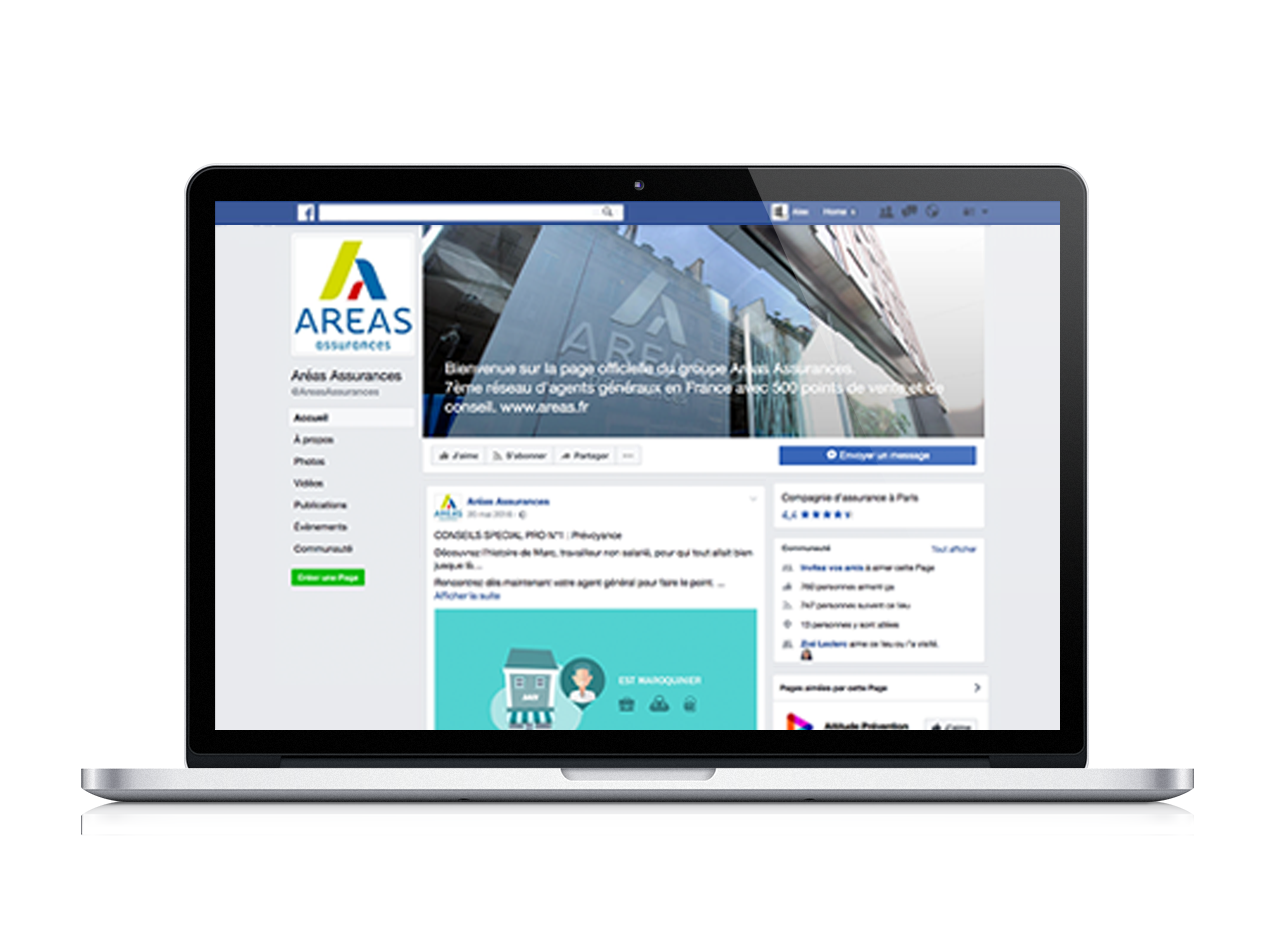 Alex
Home
AREAS
assurances
Aréas Assurances
@AreasAssurances
Accueil
À propos
Photos
Vidéos
Publications
Évènements
Communauté
Créer une Page
AREAS
Bienvenue sur la page officielle du groupe Aréas Assurances.
7ème réseau d'agents généraux en France avec 500 points de vente et de
conseil. www.areas.fr
J'aime
S'abonner
Partager
Envoyer un message
AREAS
Aréas Assurances
20 mai 2016
CONSEILS SPECIAL PRO N°1 : Prévoyance
Découvrez l'histoire de Marc, travailleur non salarié, pour qui tout allait bien
jusque là...
Rencontrez dès maintenant votre agent général pour faire le point. ...
Afficher la suite
EST MAROQUINIER
Compagnie d'assurance à Paris
4,4
Communauté
Tout afficher
Invitez vos amis à aimer cette Page
personnes aiment ça
747 personnes suivent ce lieu
13 personnes y sont allées
Zoé Leclerc aime ce lieu ou l'a visité.
Pages aimées par cette Page
Attitude Prévention
J'aime